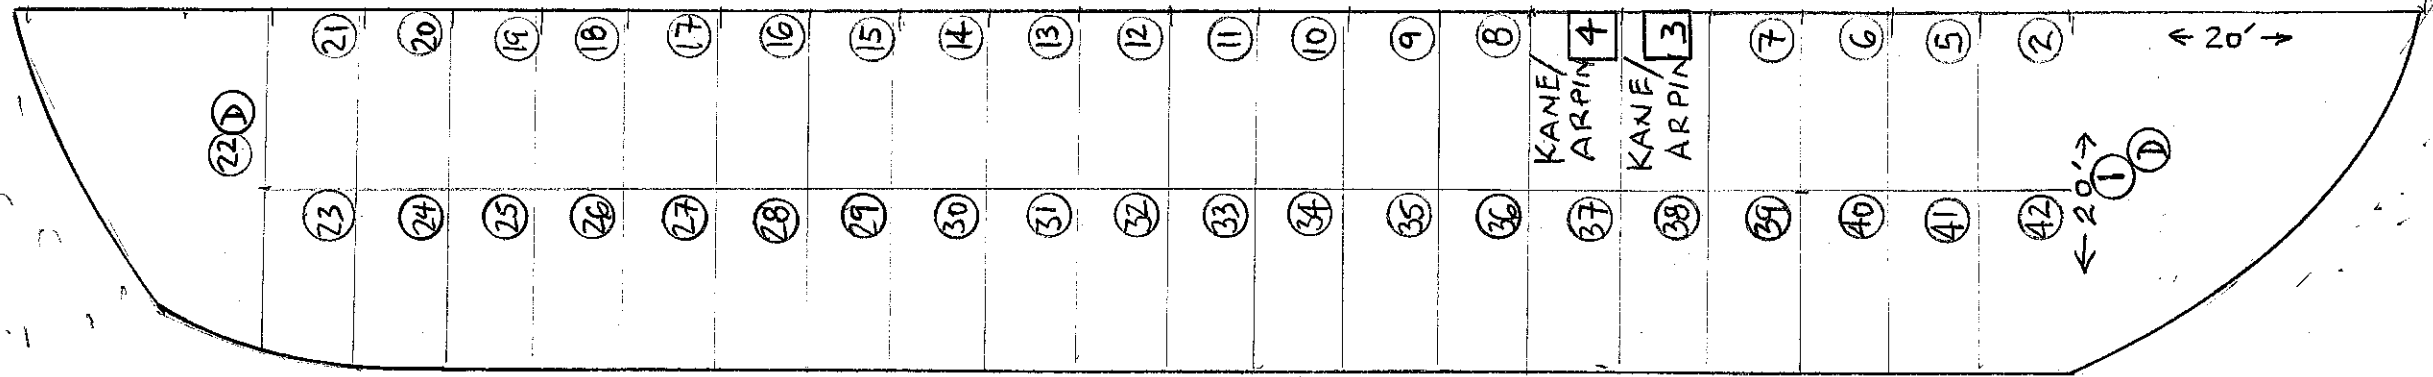 21 20 19 18 17 16 15 14 13 12 11 10 9 8 4 3 7 6 5 2 ← 20' →
KANE/
ARPIN
KANE/
ARPIN
22 D
23 24 25 26 27 28 29 30 31 32 33 34 35 36 37 38 39 40 41 42
← 20' →
1 D